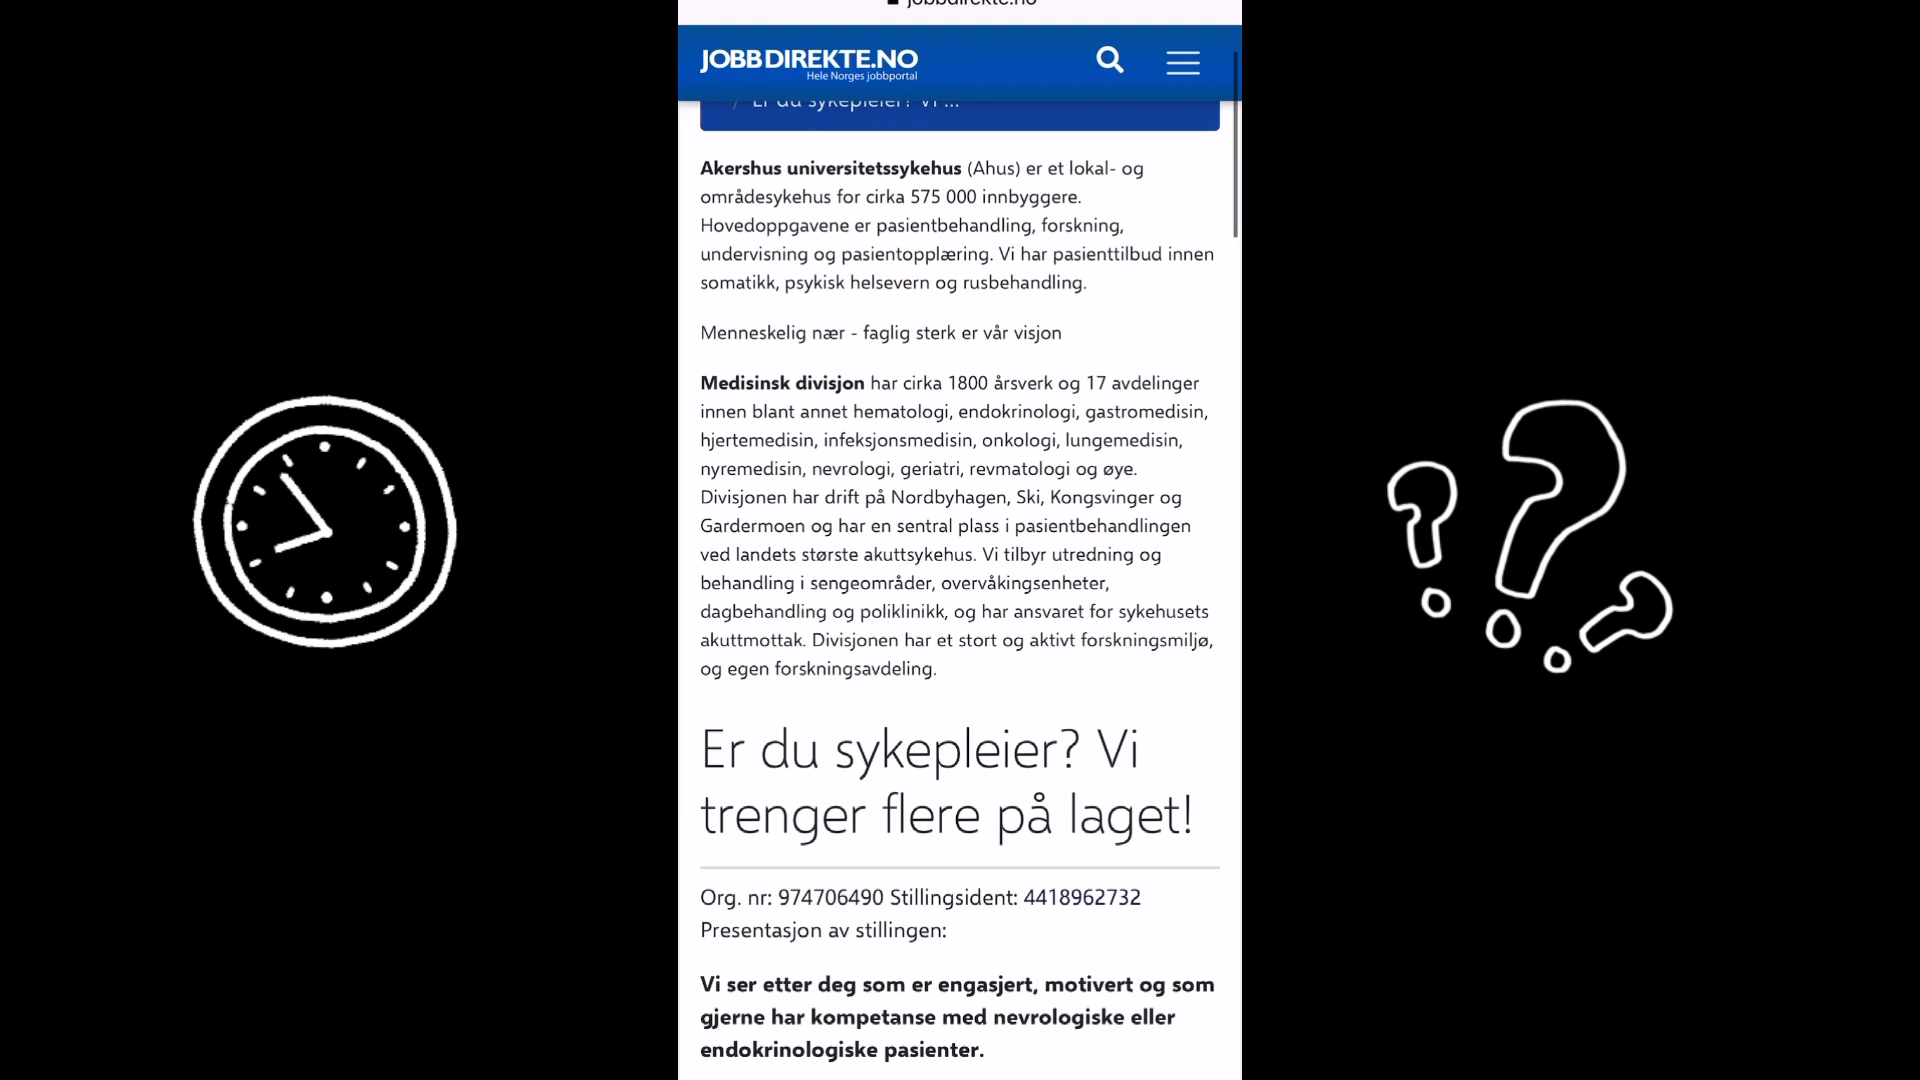 jobbdirekte.no
JOBBDIREKTE.NO
Hele Norges jobbportal
/ Er du sykepleier? Vi ...
Akershus universitetssykehus (Ahus) er et lokal- og
områdesykehus for cirka 575 000 innbyggere.
Hovedoppgavene er pasientbehandling, forskning,
undervisning og pasientopplæring. Vi har pasienttilbud innen
somatikk, psykisk helsevern og rusbehandling.
Menneskelig nær - faglig sterk er vår visjon
Medisinsk divisjon har cirka 1800 årsverk og 17 avdelinger
innen blant annet hematologi, endokrinologi, gastromedisin,
hjertemedisin, infeksjonsmedisin, onkologi, lungemedisin,
nyremedisin, nevrologi, geriatri, revmatologi og øye.
Divisjonen har drift på Nordbyhagen, Ski, Kongsvinger og
Gardermoen og har en sentral plass i pasientbehandlingen
ved landets største akuttsykehus. Vi tilbyr utredning og
behandling i sengeområder, overvåkingsenheter,
dagbehandling og poliklinikk, og har ansvaret for sykehusets
akuttmottak. Divisjonen har et stort og aktivt forskningsmiljø,
og egen forskningsavdeling.
Er du sykepleier? Vi
trenger flere på laget!
Org. nr: 974706490 Stillingsident: 4418962732
Presentasjon av stillingen:
Vi ser etter deg som er engasjert, motivert og som
gjerne har kompetanse med nevrologiske eller
endokrinologiske pasienter.